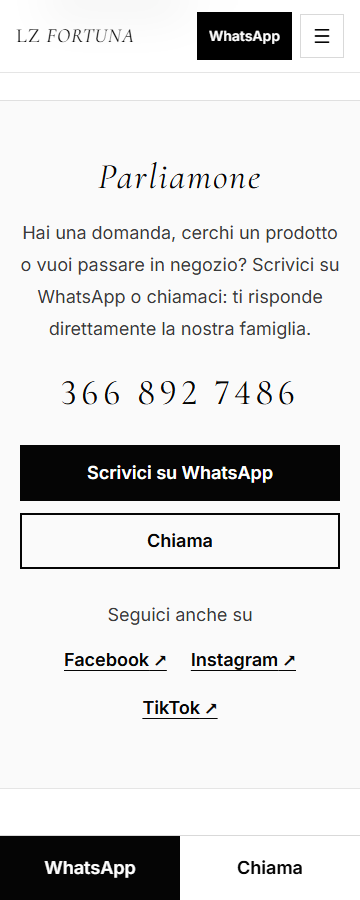 LZ FORTUNA
WhatsApp
☰
Parliamone
Hai una domanda, cerchi un prodotto
o vuoi passare in negozio? Scrivici su
WhatsApp o chiamaci: ti risponde
direttamente la nostra famiglia.
366 892 7486
Scrivici su WhatsApp
Chiama
Seguici anche su
Facebook ↗ Instagram ↗
TikTok ↗
WhatsApp Chiama